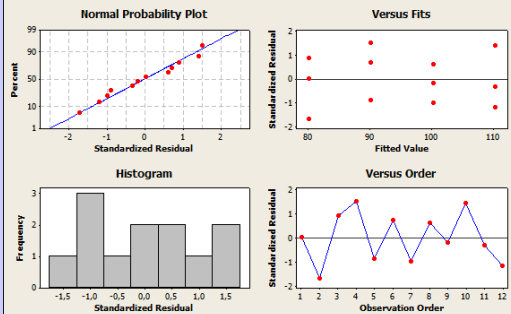 Normal Probability Plot
99
90
50
10
1
Percent
-2 -1 0 1 2
Standardized Residual
Versus Fits
2
1
0
-1
-2
Standardized Residual
80 90 100 110
Fitted Value
Histogram
3
2
1
0
Frequency
-1,5 -1,0 -0,5 0,0 0,5 1,0 1,5
Standardized Residual
Versus Order
2
1
0
-1
-2
Standardized Residual
1 2 3 4 5 6 7 8 9 10 11 12
Observation Order